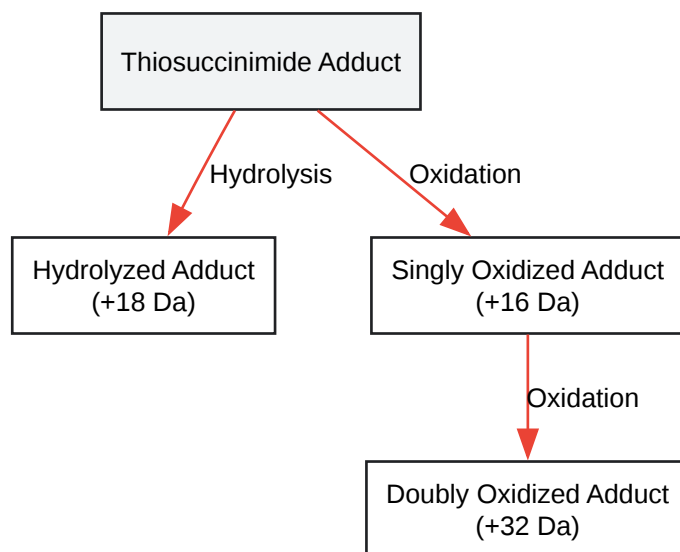 Thiosuccinimide Adduct
Hydrolysis
Oxidation
Hydrolyzed Adduct
(+18 Da)
Singly Oxidized Adduct
(+16 Da)
Oxidation
Doubly Oxidized Adduct
(+32 Da)